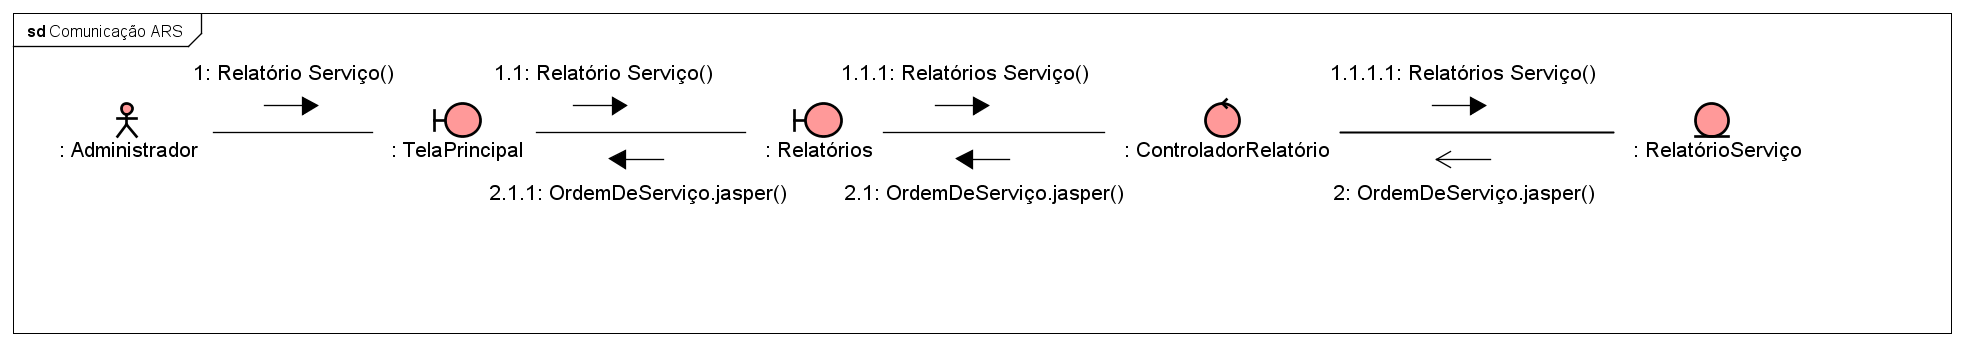 sd Comunicação ARS
1: Relatório Serviço()
1.1: Relatório Serviço()
1.1.1: Relatórios Serviço()
1.1.1.1: Relatórios Serviço()
: Administrador
: TelaPrincipal
: Relatórios
: ControladorRelatório
: RelatórioServiço
2.1.1: OrdemDeServiço.jasper()
2.1: OrdemDeServiço.jasper()
2: OrdemDeServiço.jasper()